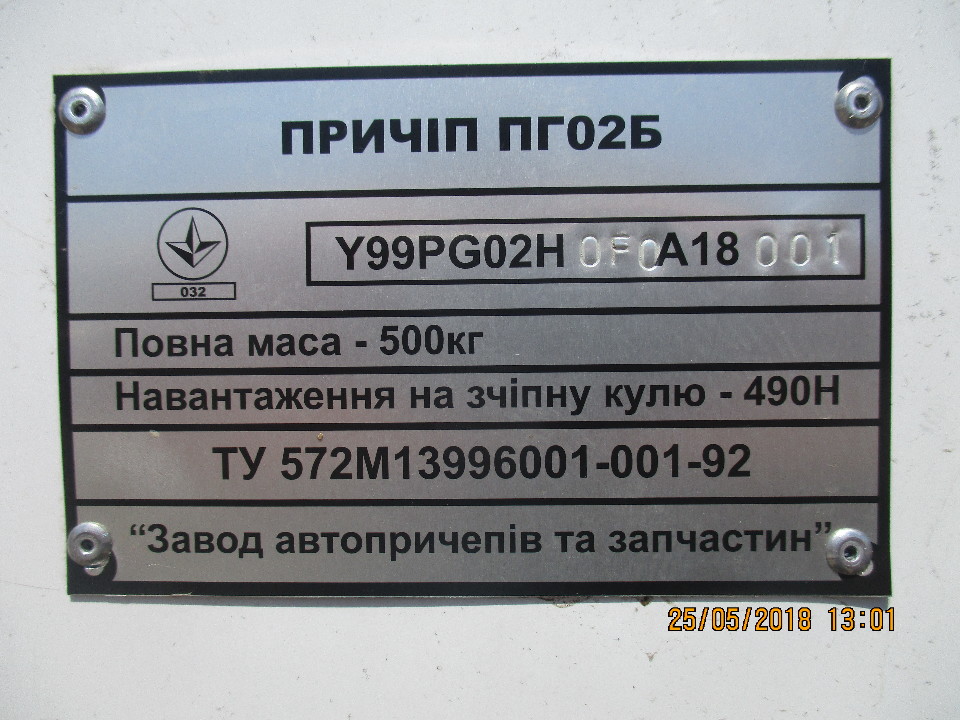 ПРИЧІП ПГ02Б
032
Y99PG02H 0F0A18 001
Повна маса - 500кг
Навантаження на зчіпну кулю - 490Н
ТУ 572М13996001-001-92
“Завод автопричепів та запчастин”
25/05/2018 13:01